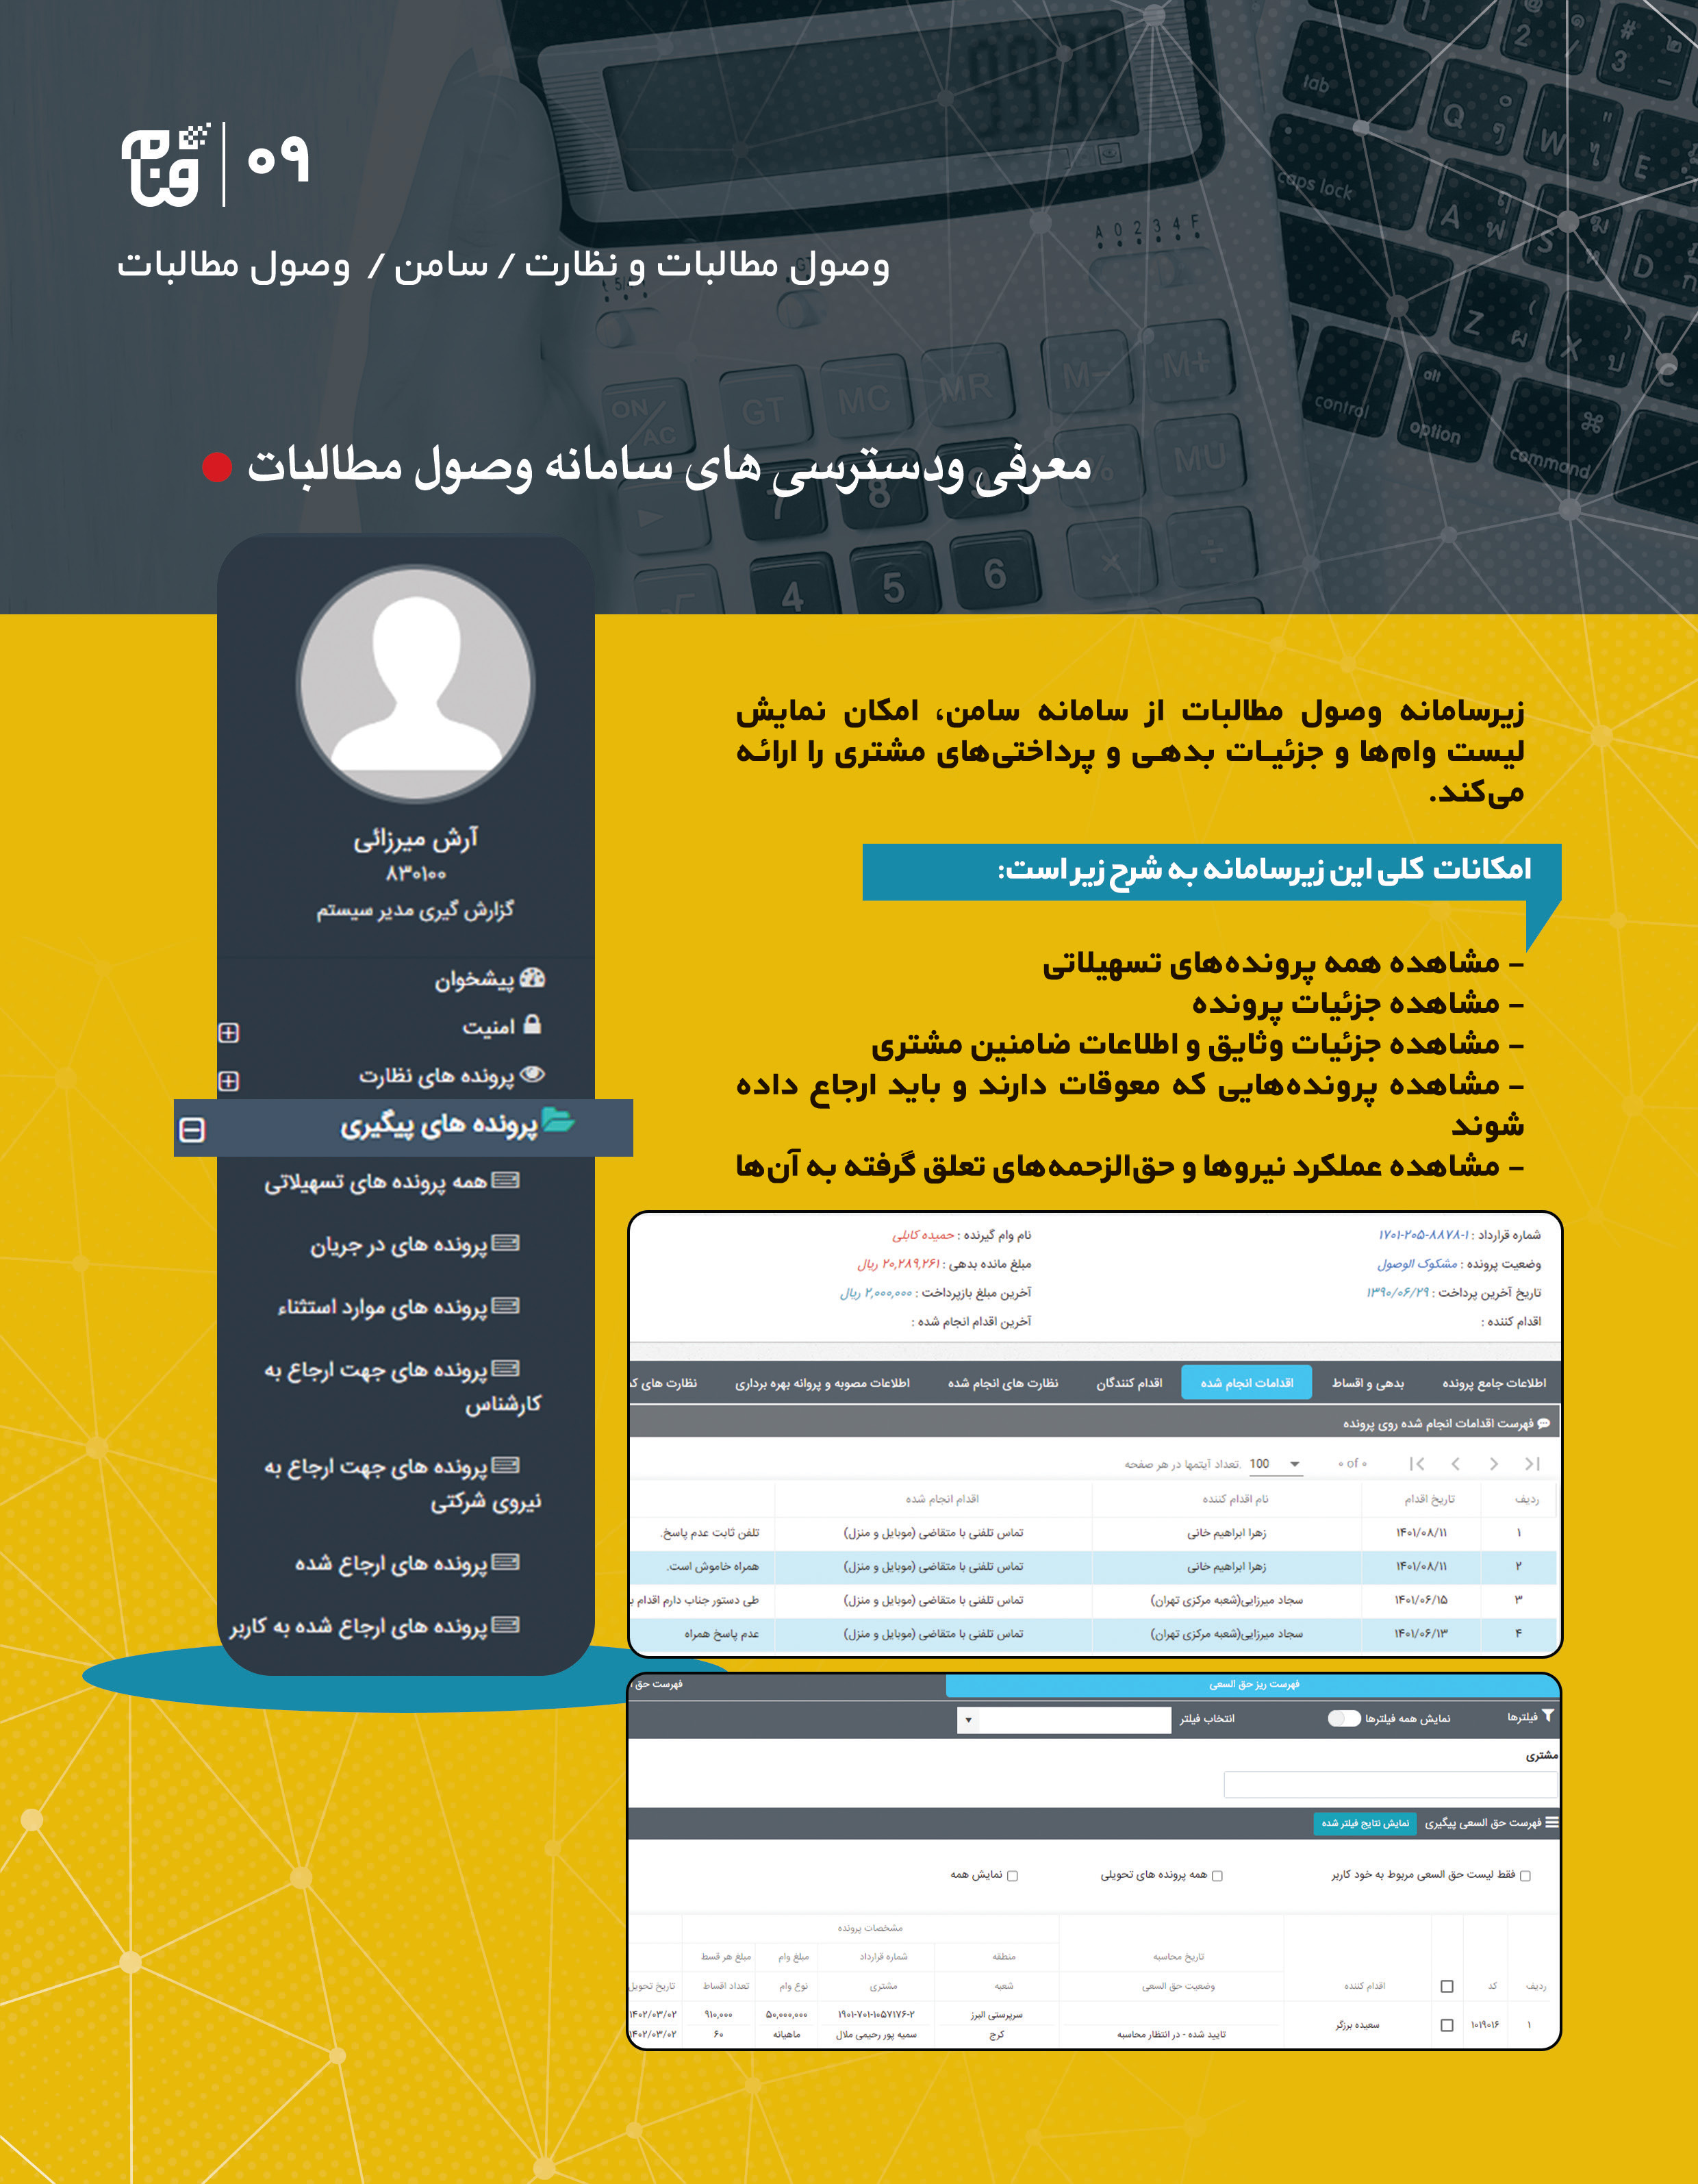 فنام | ۰۹
وصول مطالبات و نظارت / سامن / وصول مطالبات
معرفی ودسترسی های سامانه وصول مطالبات
زیرسامانه وصول مطالبات از سامانه سامن، امکان نمایش
لیست وام‌ها و جزئیات بدهی و پرداختی‌های مشتری را ارائه
می‌کند.
امکانات کلی این زیرسامانه به شرح زیر است:
– مشاهده همه پرونده‌های تسهیلاتی
– مشاهده جزئیات پرونده
– مشاهده جزئیات وثایق و اطلاعات ضامنین مشتری
– مشاهده پرونده‌هایی که معوقات دارند و باید ارجاع داده
شوند
– مشاهده عملکرد نیروها و حق‌الزحمه‌های تعلق گرفته به آن‌ها
آرش میرزائی
۸۳۰۱۰۰
گزارش گیری مدیر سیستم
پیشخوان
امنیت
پرونده های نظارت
پرونده های پیگیری
همه پرونده های تسهیلاتی
پرونده های در جریان
پرونده های موارد استثناء
پرونده های جهت ارجاع به
کارشناس
پرونده های جهت ارجاع به
نیروی شرکتی
پرونده های ارجاع شده
پرونده های ارجاع شده به کاربر
شماره قرارداد : ۱۷۰۱-۲۰۵-۸۸۷۸-۱ نام وام گیرنده : حمیده کابلی
وضعیت پرونده : مشکوک الوصول مبلغ مانده بدهی : ۲۰,۲۸۹,۲۶۱ ریال
تاریخ آخرین پرداخت : ۱۳۹۰/۰۶/۲۹ آخرین مبلغ بازپرداخت : ۲,۰۰۰,۰۰۰ ریال
اقدام کننده : آخرین اقدام انجام شده :
اطلاعات جامع پرونده بدهی و اقساط اقدامات انجام شده اقدام کنندگان نظارت های انجام شده اطلاعات مصوبه و پروانه بهره برداری نظارت های
فهرست اقدامات انجام شده روی پرونده
۰ of ۰ 100 تعداد آیتمها در هر صفحه.
ردیف تاریخ اقدام نام اقدام کننده اقدام انجام شده
۱ ۱۴۰۱/۰۸/۱۱ زهرا ابراهیم خانی تماس تلفنی با متقاضی (موبایل و منزل) تلفن ثابت عدم پاسخ.
۲ ۱۴۰۱/۰۸/۱۱ زهرا ابراهیم خانی تماس تلفنی با متقاضی (موبایل و منزل) همراه خاموش است.
۳ ۱۴۰۱/۰۶/۱۵ سجاد میرزایی(شعبه مرکزی تهران) تماس تلفنی با متقاضی (موبایل و منزل) طی دستور جناب دارم اقدام
۴ ۱۴۰۱/۰۶/۱۳ سجاد میرزایی(شعبه مرکزی تهران) تماس تلفنی با متقاضی (موبایل و منزل) عدم پاسخ همراه
فهرست ریز حق السعی فهرست حق
فیلترها نمایش همه فیلترها انتخاب فیلتر
مشتری
فهرست حق السعی پیگیری نمایش نتایج فیلتر شده
فقط لیست حق السعی مربوط به خود کاربر همه پرونده های تحویلی نمایش همه
مشخصات پرونده
تاریخ محاسبه منطقه شماره قرارداد مبلغ وام مبلغ هر قسط
ردیف کد اقدام کننده وضعیت حق السعی شعبه مشتری نوع وام تعداد اقساط تاریخ تحویل
سرپرستی البرز ۱۹۰۱-۷۰۱-۱۰۵۷۱۷۶-۲ ۵۰,۰۰۰,۰۰۰ ۹۱۰,۰۰۰ ۱۴۰۲/۰۳/۰۲
۱ ۱۰۱۹۰۱۶ سعیده برزگر تایید شده - در انتظار محاسبه کرج سمیه پور رحیمی ملال ماهیانه ۶۰ ۱۴۰۲/۰۳/۰۲